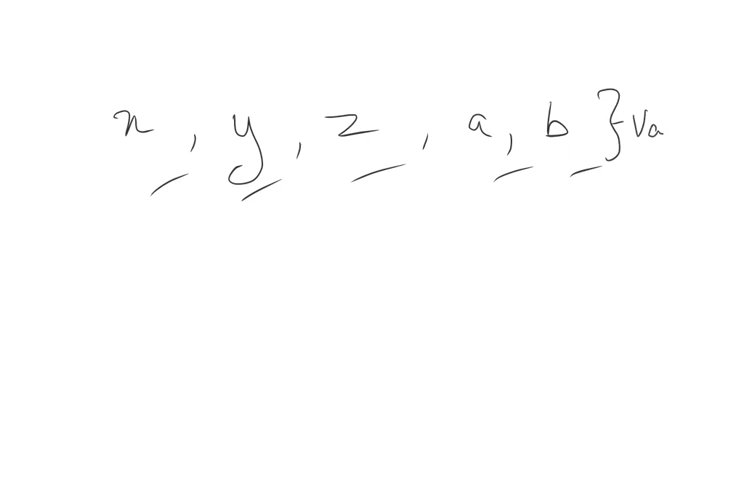 x, y, z, a, b } Va